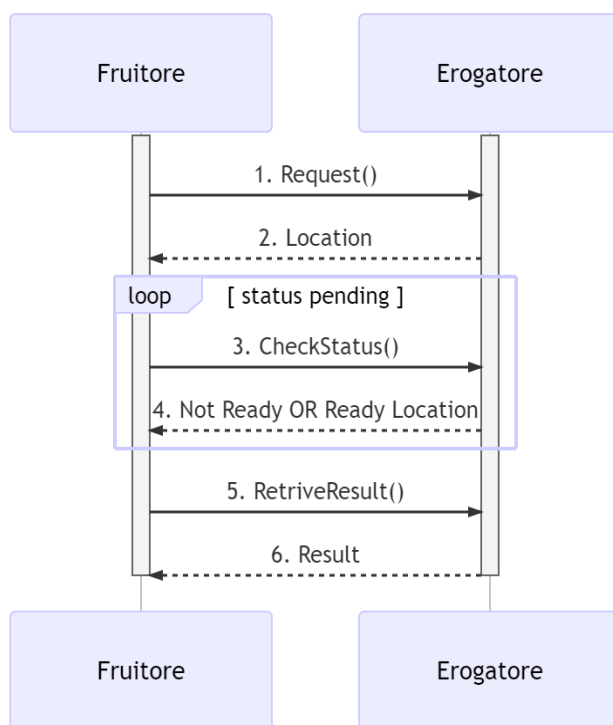 Fruitore Erogatore
1. Request()
2. Location
loop [ status pending ]
3. CheckStatus()
4. Not Ready OR Ready Location
5. RetriveResult()
6. Result
Fruitore Erogatore